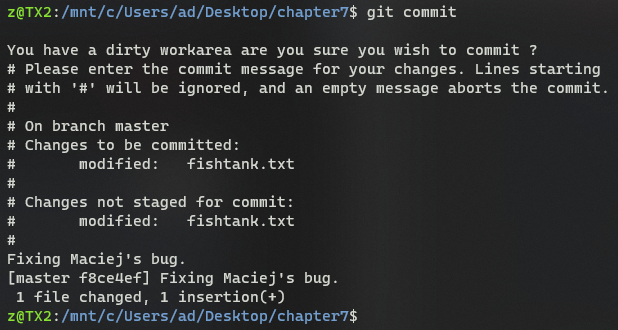 z@TX2:/mnt/c/Users/ad/Desktop/chapter7$ git commit
You have a dirty workarea are you sure you wish to commit ?
# Please enter the commit message for your changes. Lines starting
# with '#' will be ignored, and an empty message aborts the commit.
#
# On branch master
# Changes to be committed:
#       modified:   fishtank.txt
#
# Changes not staged for commit:
#       modified:   fishtank.txt
#
Fixing Maciej's bug.
[master f8ce4ef] Fixing Maciej's bug.
 1 file changed, 1 insertion(+)
z@TX2:/mnt/c/Users/ad/Desktop/chapter7$